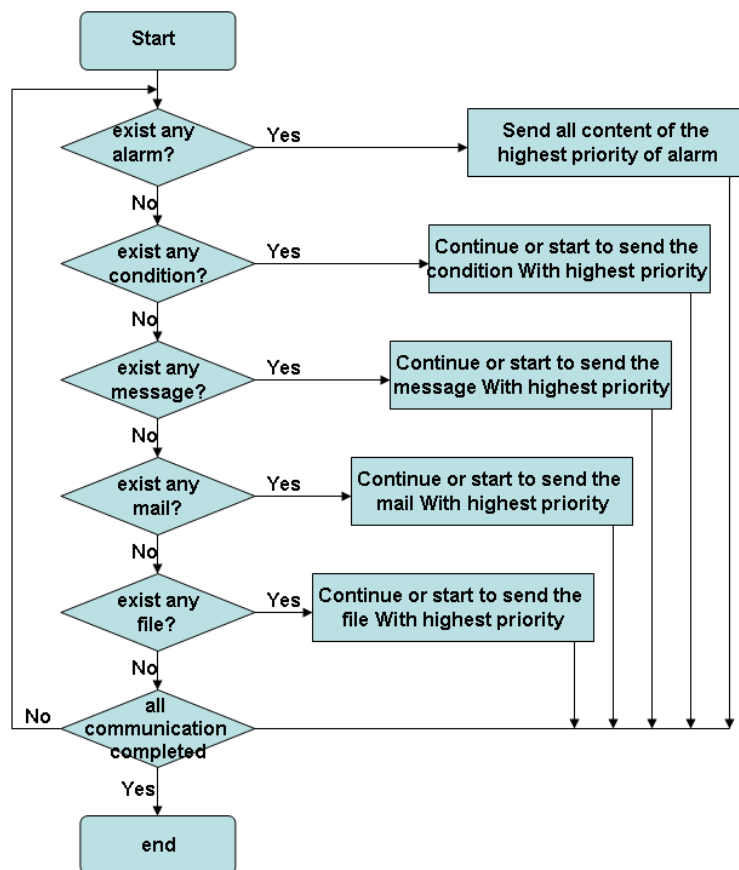 Start
exist any
alarm?
Yes
Send all content of the
highest priority of alarm
No
exist any
condition?
Yes
Continue or start to send the
condition With highest priority
No
exist any
message?
Yes
Continue or start to send the
message With highest priority
No
exist any
mail?
Yes
Continue or start to send the
mail With highest priority
No
exist any
file?
Yes
Continue or start to send the
file With highest priority
No
all
communication
completed
No
Yes
end